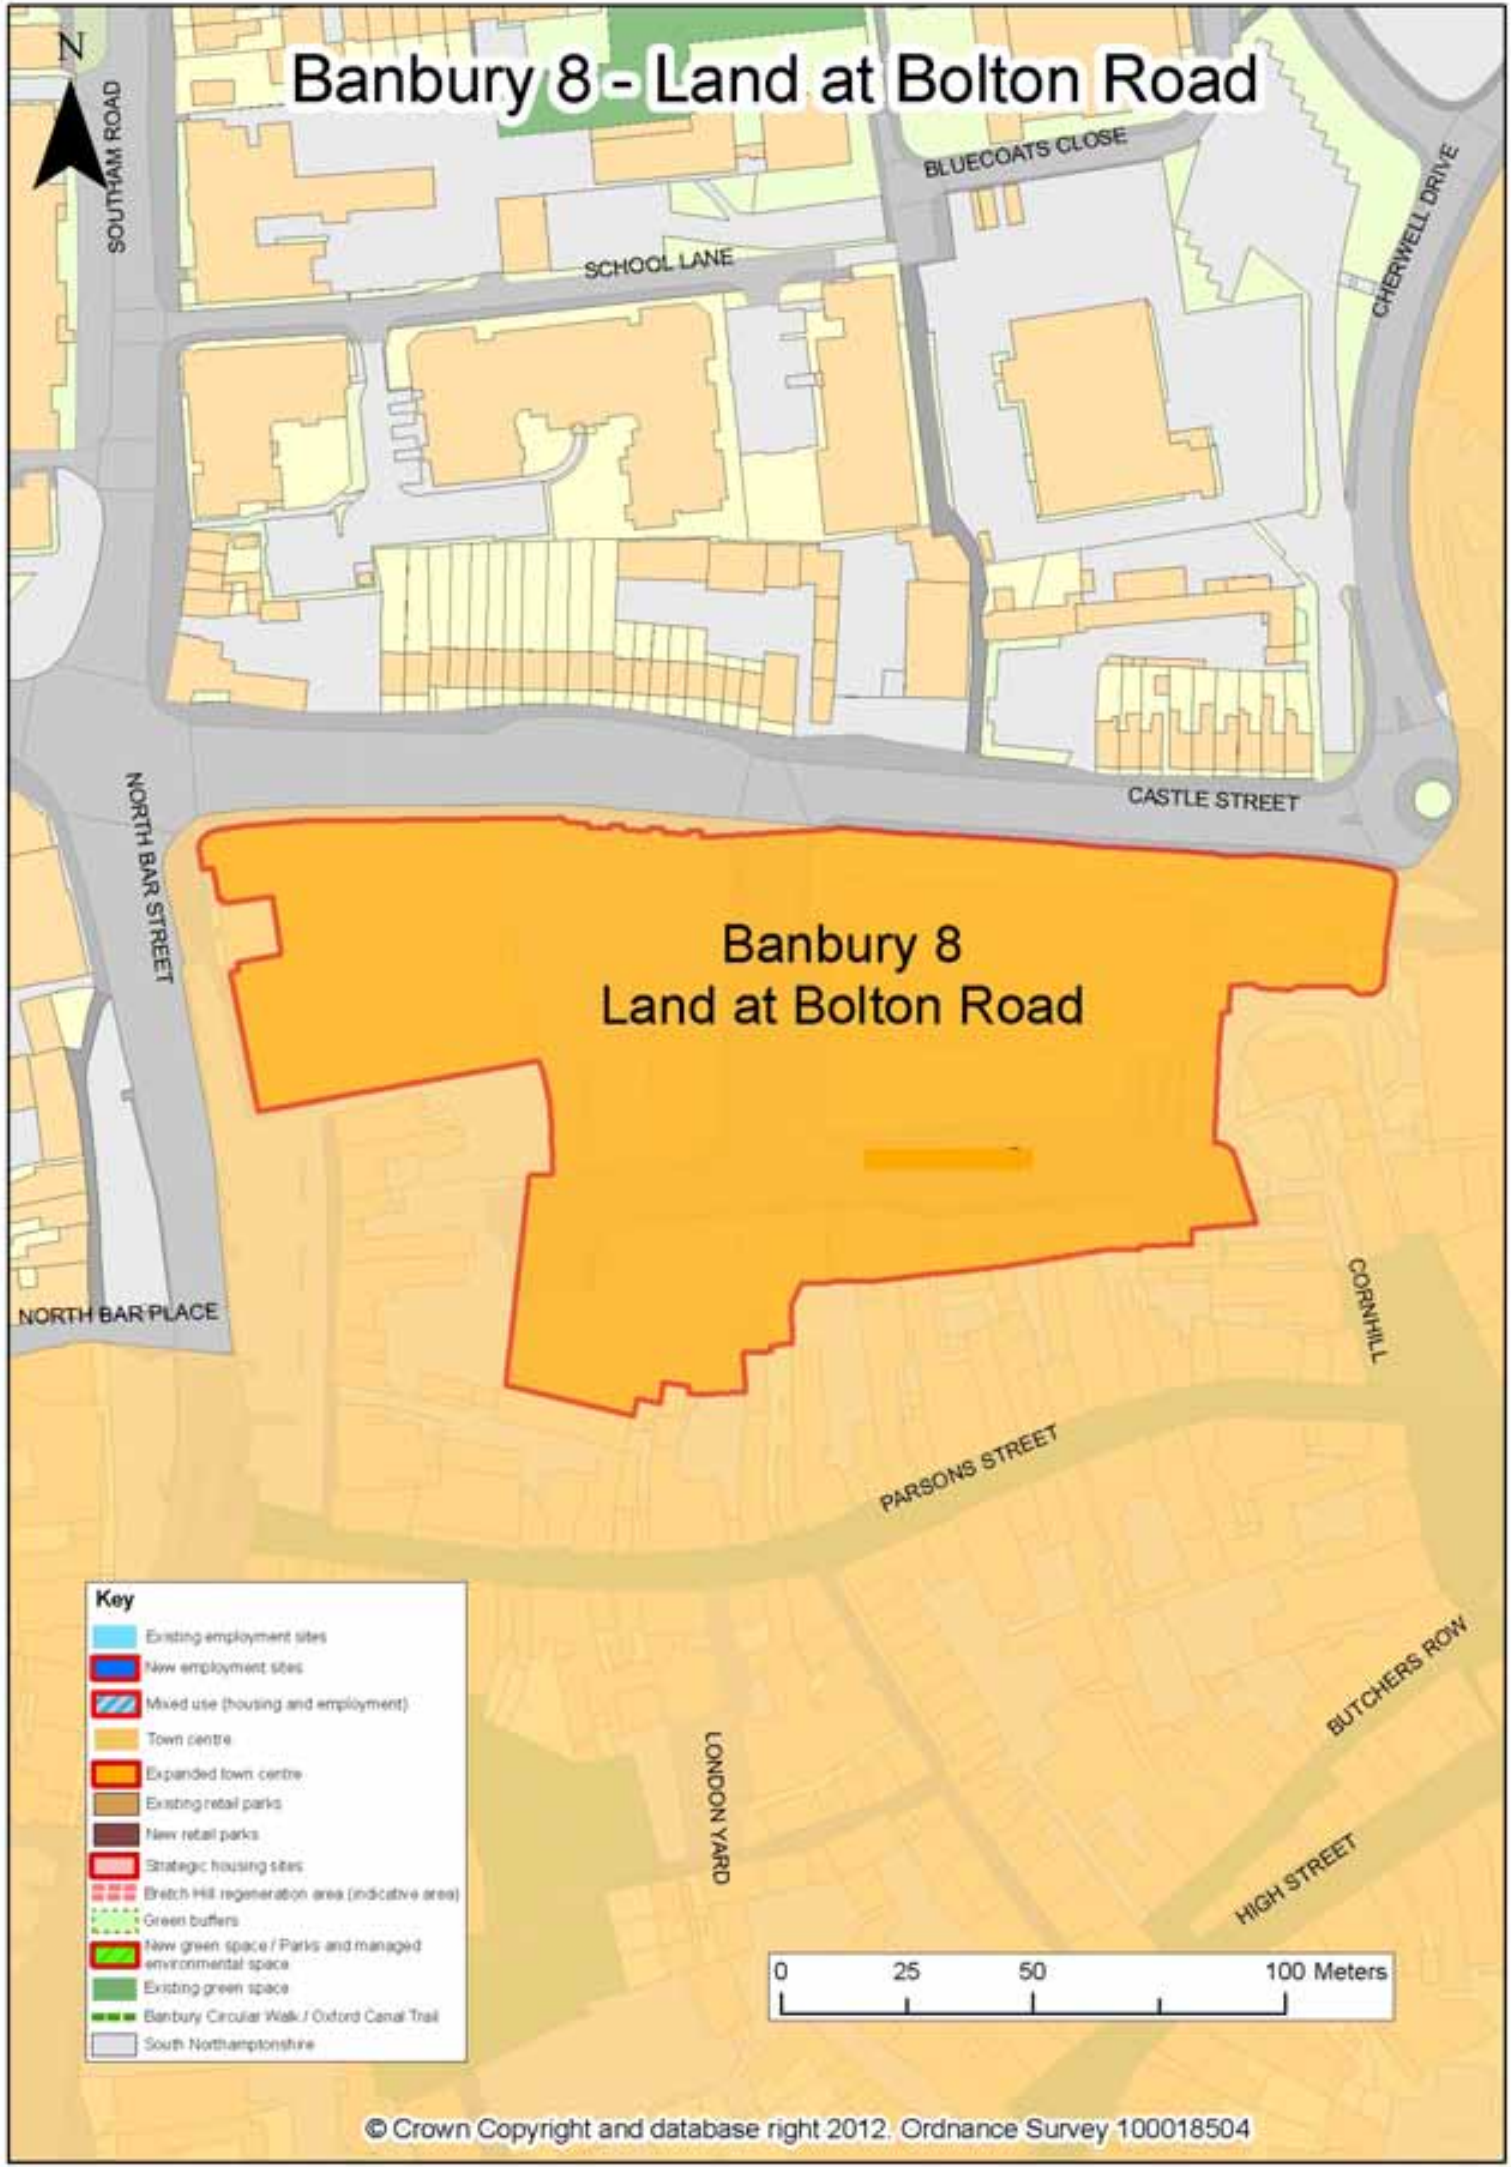 N
Banbury 8 - Land at Bolton Road
SOUTHAM ROAD
BLUECOATS CLOSE
CHERWELL DRIVE
SCHOOL LANE
CASTLE STREET
NORTH BAR STREET
Banbury 8
Land at Bolton Road
NORTH BAR PLACE
CORNHILL
PARSONS STREET
BUTCHERS ROW
LONDON YARD
HIGH STREET
Key
Existing employment sites
New employment sites
Mixed use (housing and employment)
Town centre
Expanded town centre
Existing retail parks
New retail parks
Strategic housing sites
Bretch Hill regeneration area (indicative area)
Green buffers
New green space / Parks and managed
environmental space
Existing green space
Banbury Circular Walk / Oxford Canal Trail
South Northamptonshire
0 25 50 100 Meters
© Crown Copyright and database right 2012. Ordnance Survey 100018504